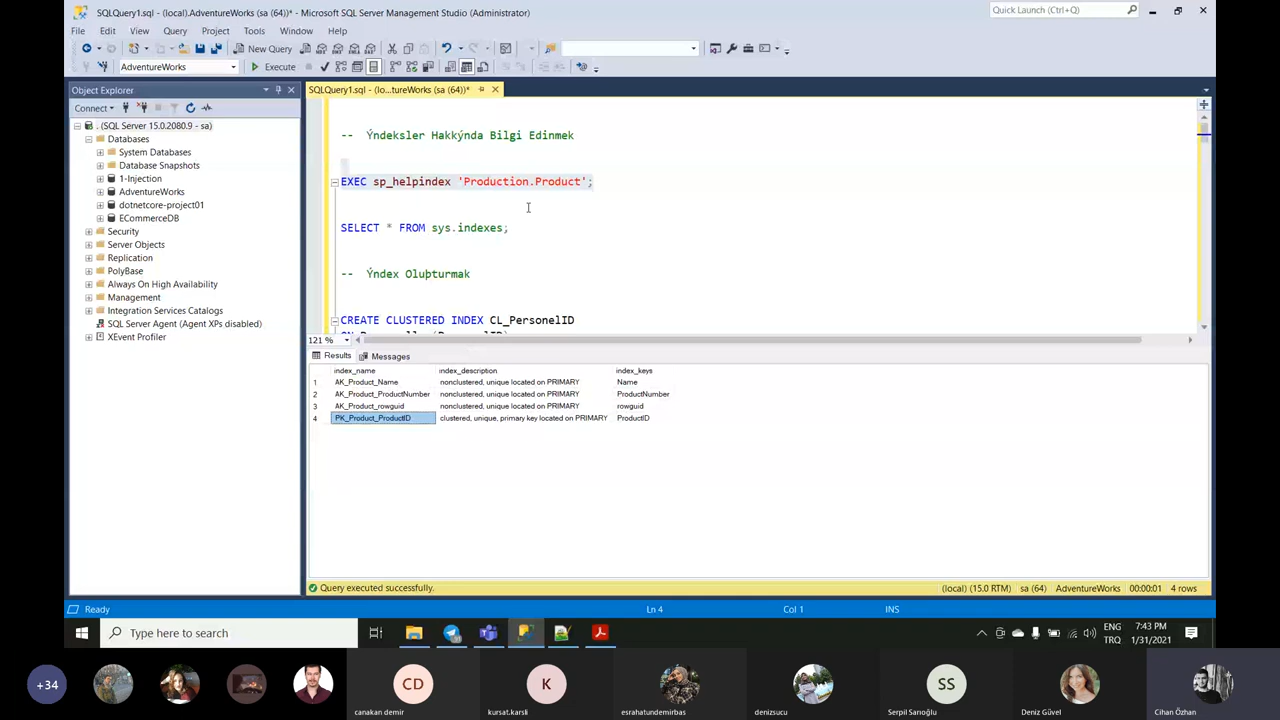 SQLQuery1.sql - (local).AdventureWorks (sa (64))* - Microsoft SQL Server Management Studio (Administrator)
Quick Launch (Ctrl+Q)
File Edit View Query Project Tools Window Help
New Query
AdventureWorks
Execute
Object Explorer
SQLQuery1.sql - (lo...tureWorks (sa (64))*
Connect
. (SQL Server 15.0.2080.9 - sa)
Databases
System Databases
Database Snapshots
1-Injection
AdventureWorks
dotnetcore-project01
ECommerceDB
Security
Server Objects
Replication
PolyBase
Always On High Availability
Management
Integration Services Catalogs
SQL Server Agent (Agent XPs disabled)
XEvent Profiler
-- Ýndeksler Hakkýnda Bilgi Edinmek
EXEC sp_helpindex 'Production.Product';
SELECT * FROM sys.indexes;
-- Ýndex Oluþturmak
CREATE CLUSTERED INDEX CL_PersonelID
121 %
Results Messages
index_name index_description index_keys
1 AK_Product_Name nonclustered, unique located on PRIMARY Name
2 AK_Product_ProductNumber nonclustered, unique located on PRIMARY ProductNumber
3 AK_Product_rowguid nonclustered, unique located on PRIMARY rowguid
4 PK_Product_ProductID clustered, unique, primary key located on PRIMARY ProductID
Query executed successfully.
(local) (15.0 RTM) sa (64) AdventureWorks 00:00:01 4 rows
Ready
Ln 4 Col 1 INS
Type here to search
ENG
TRQ
7:43 PM
1/31/2021
+34
CD
K
SS
canakan demir
kursat.karsli
esrahatundemirbas
denizsucu
Serpil Sarıoğlu
Deniz Güvel
Cihan Özhan